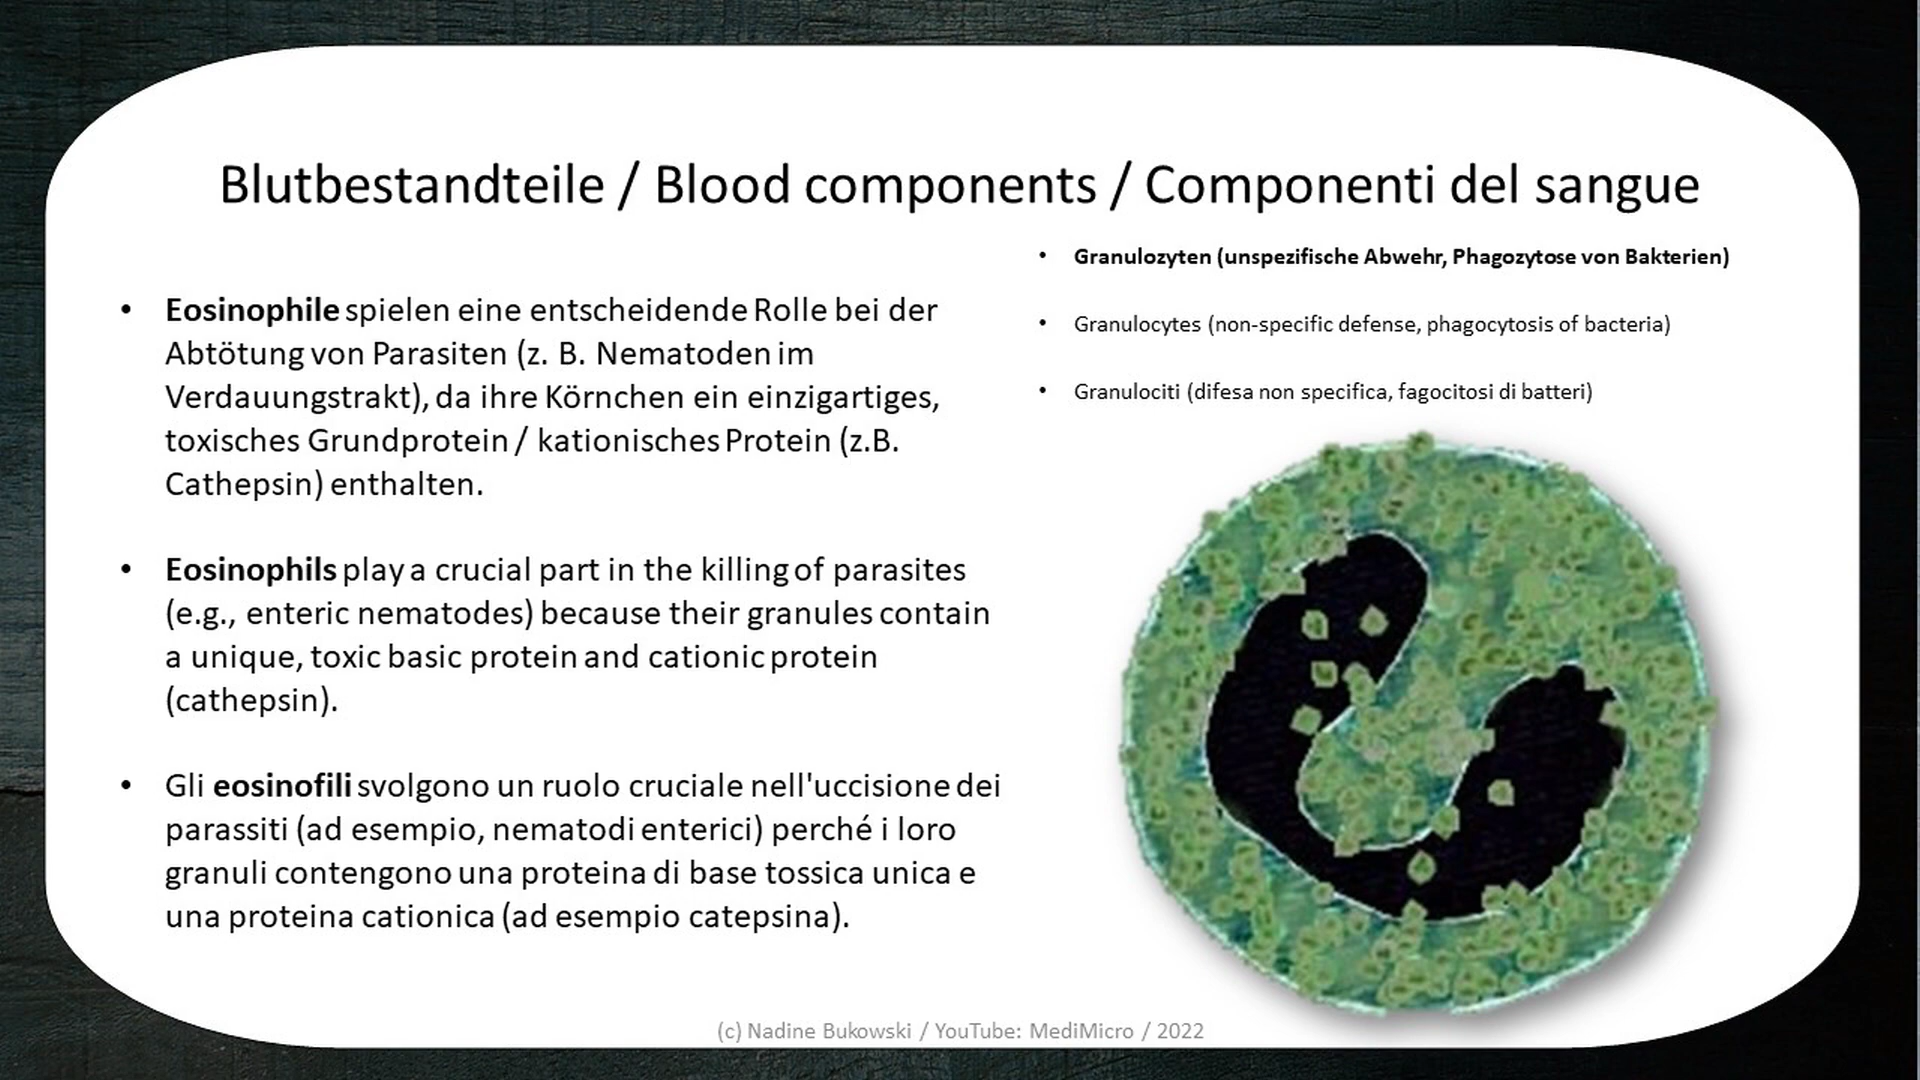 Blutbestandteile / Blood components / Componenti del sangue
• Eosinophile spielen eine entscheidende Rolle bei der
Abtötung von Parasiten (z. B. Nematoden im
Verdauungstrakt), da ihre Körnchen ein einzigartiges,
toxisches Grundprotein / kationisches Protein (z.B.
Cathepsin) enthalten.
• Eosinophils play a crucial part in the killing of parasites
(e.g., enteric nematodes) because their granules contain
a unique, toxic basic protein and cationic protein
(cathepsin).
• Gli eosinofili svolgono un ruolo cruciale nell'uccisione dei
parassiti (ad esempio, nematodi enterici) perché i loro
granuli contengono una proteina di base tossica unica e
una proteina cationica (ad esempio catepsina).
• Granulozyten (unspezifische Abwehr, Phagozytose von Bakterien)
• Granulocytes (non-specific defense, phagocytosis of bacteria)
• Granulociti (difesa non specifica, fagocitosi di batteri)
(c) Nadine Bukowski / YouTube: MediMicro / 2022